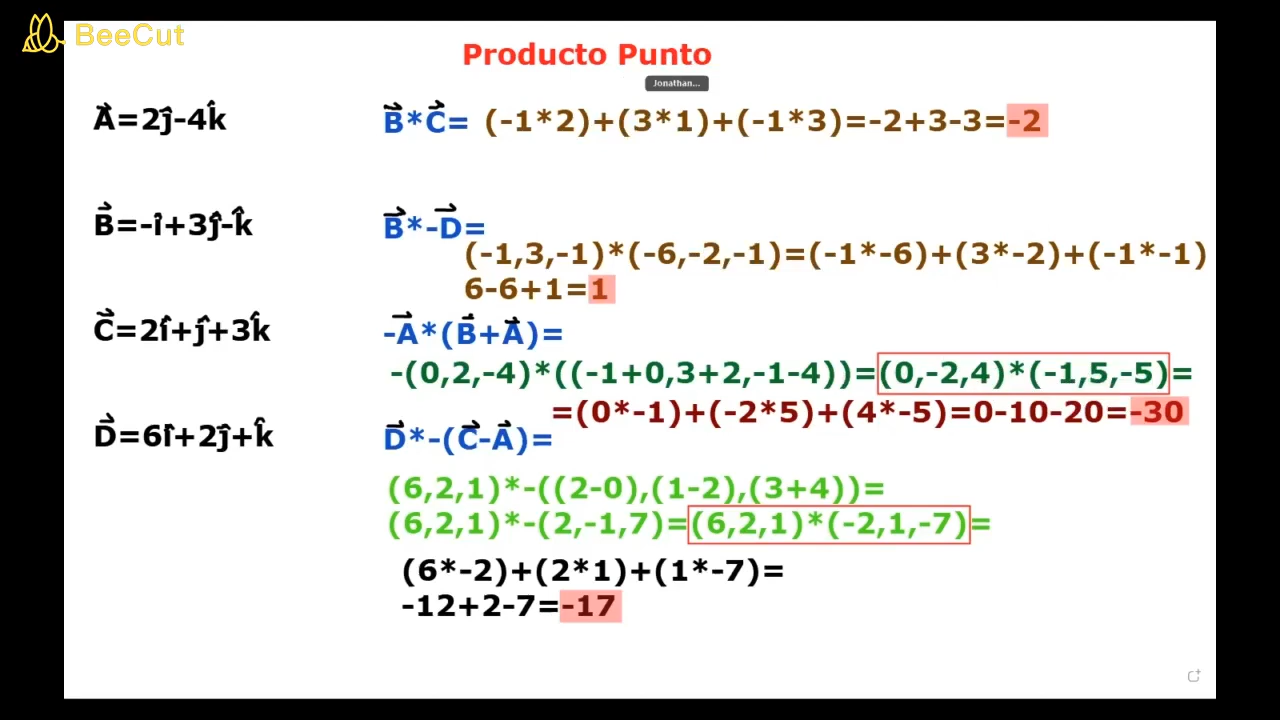 BeeCut
Producto Punto
Jonathan...
A⃗=2ĵ-4k̂
B⃗*C⃗= (-1*2)+(3*1)+(-1*3)=-2+3-3=-2
B⃗=-î+3ĵ-k̂
B⃗*-D⃗=
(-1,3,-1)*(-6,-2,-1)=(-1*-6)+(3*-2)+(-1*-1)
6-6+1=1
C⃗=2î+ĵ+3k̂
-A⃗*(B⃗+A⃗)=
-(0,2,-4)*((-1+0,3+2,-1-4))=(0,-2,4)*(-1,5,-5)=
=(0*-1)+(-2*5)+(4*-5)=0-10-20=-30
D⃗=6î+2ĵ+k̂
D⃗*-(C⃗-A⃗)=
(6,2,1)*-((2-0),(1-2),(3+4))=
(6,2,1)*-(2,-1,7)=(6,2,1)*(-2,1,-7)=
(6*-2)+(2*1)+(1*-7)=
-12+2-7=-17